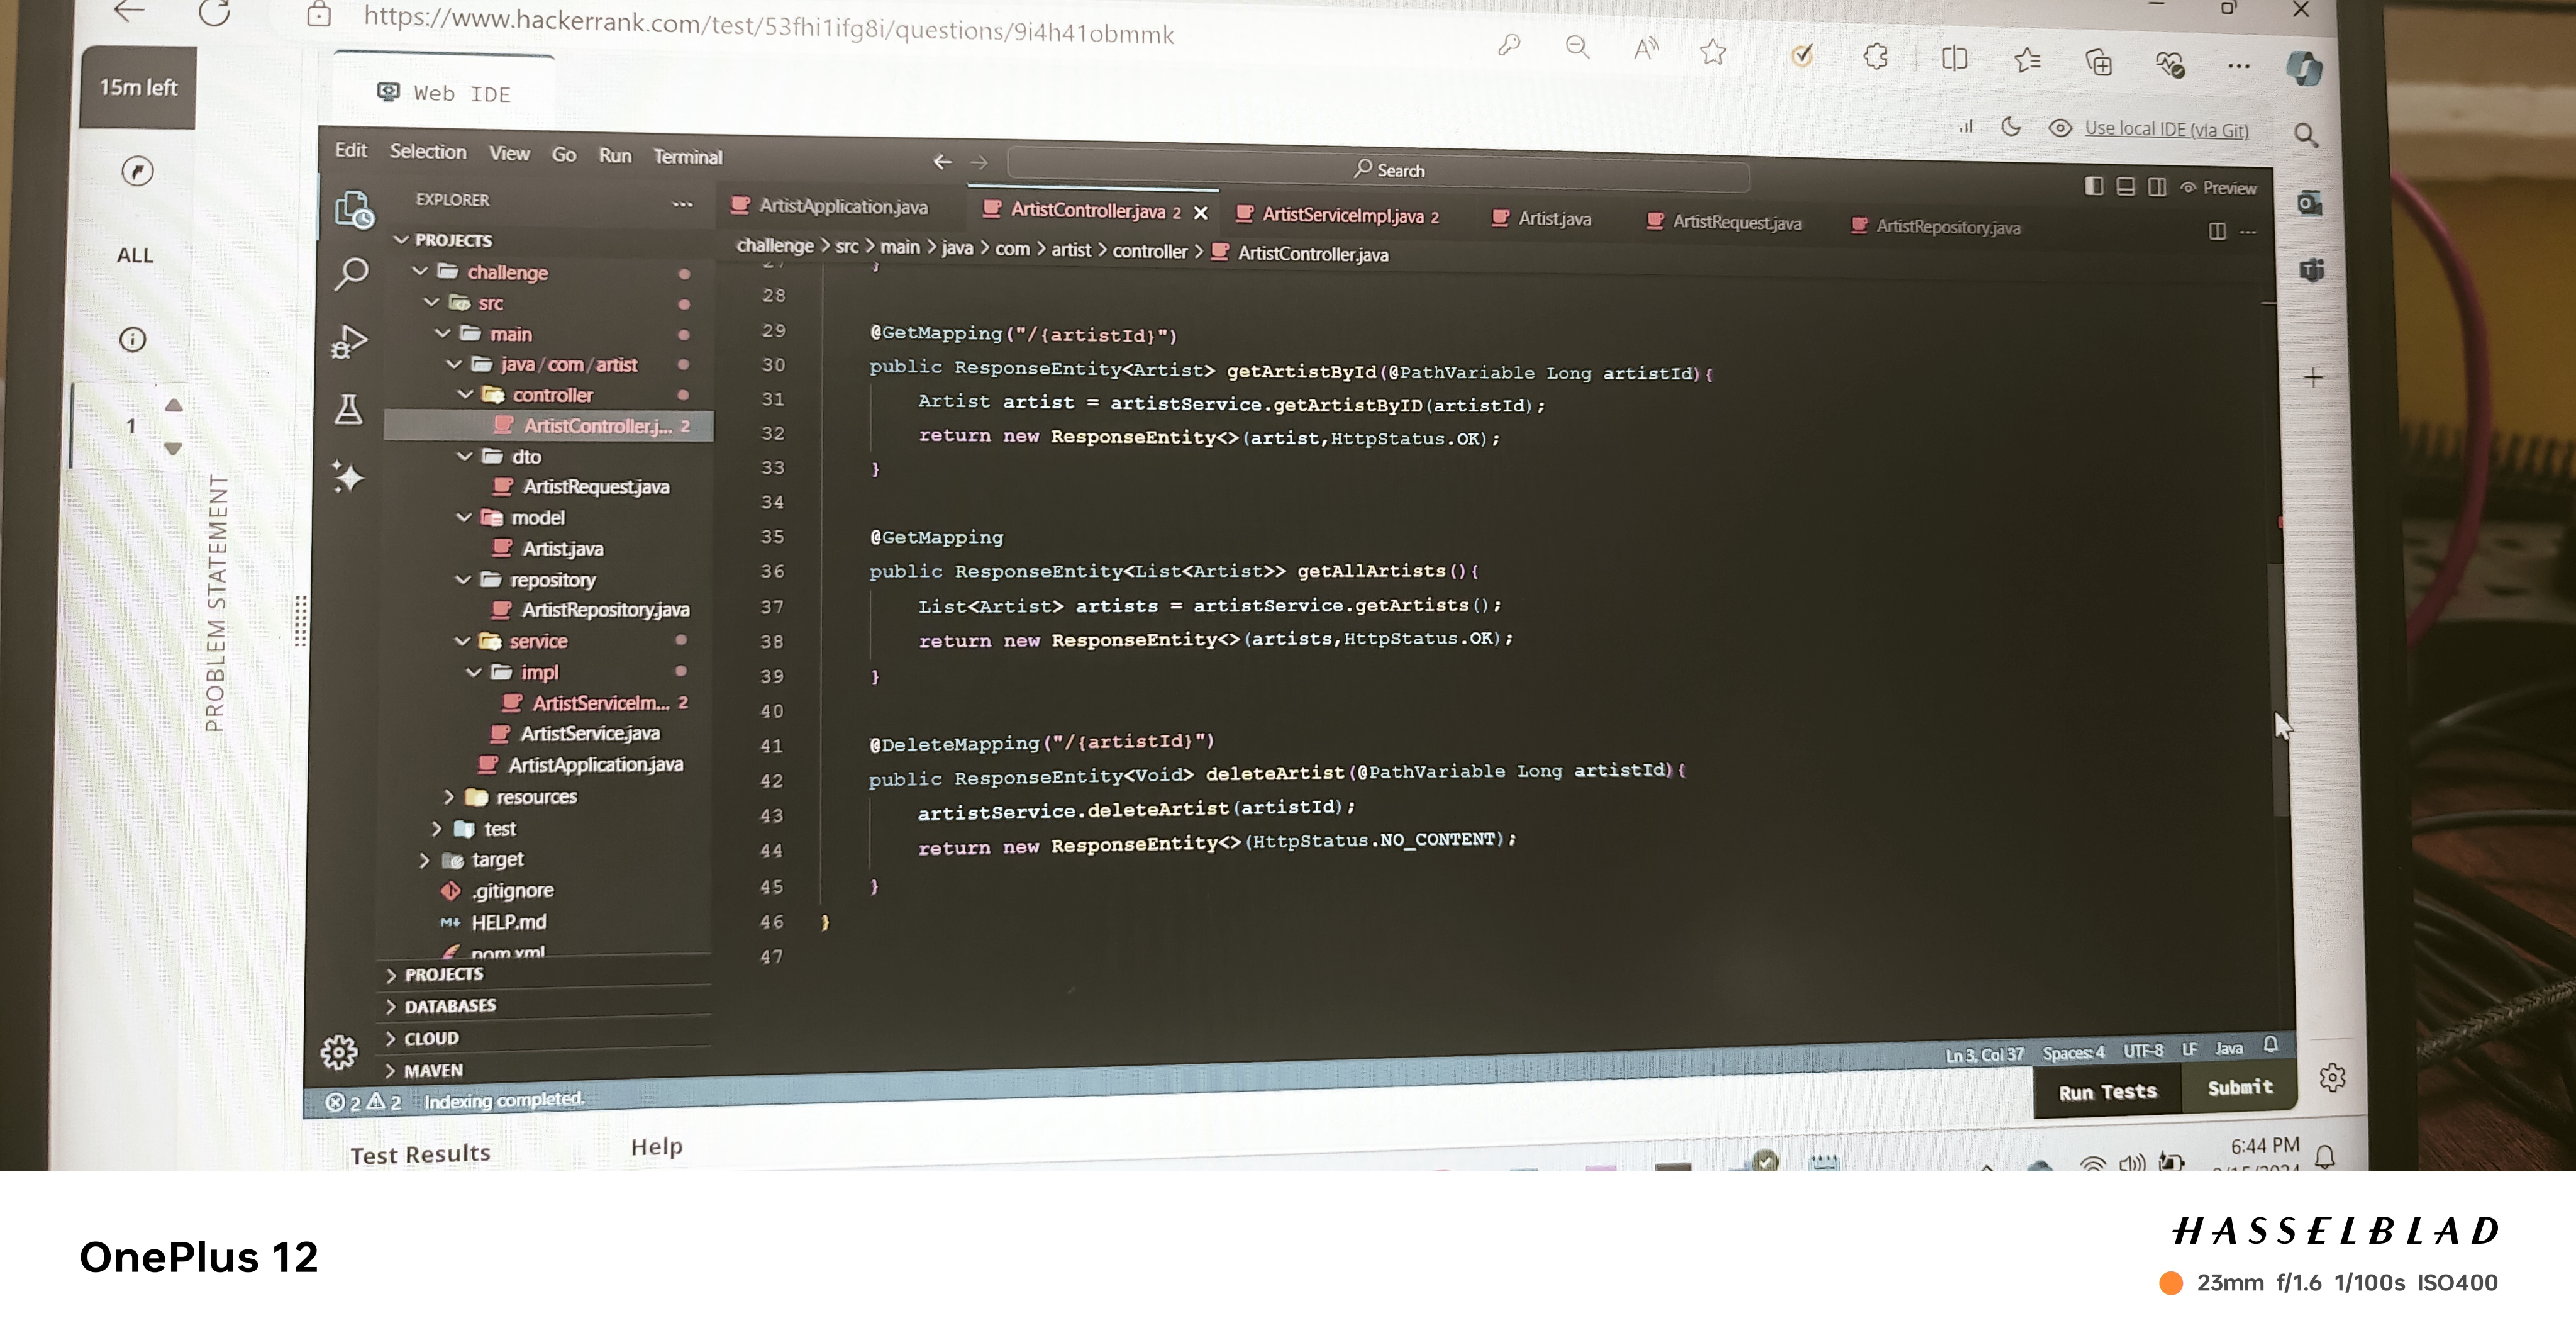 https://www.hackerrank.com/test/53fhi1ifg8i/questions/9i4h41obmmk
15m left
Web IDE
Use local IDE (via Git)
Edit Selection View Go Run Terminal
Search
Preview
EXPLORER
ArtistApplication.java
ArtistController.java 2
ArtistServiceImpl.java 2
Artist.java
ArtistRequest.java
ArtistRepository.java
challenge > src > main > java > com > artist > controller > ArtistController.java
ALL
1
PROBLEM STATEMENT
PROJECTS
challenge
src
main
java/com/artist
controller
ArtistController.j... 2
dto
ArtistRequest.java
model
Artist.java
repository
ArtistRepository.java
service
impl
ArtistServiceIm... 2
ArtistService.java
ArtistApplication.java
resources
test
target
.gitignore
HELP.md
pom.xml
PROJECTS
DATABASES
CLOUD
MAVEN
27 }
28
29 @GetMapping("/{artistId}")
30 public ResponseEntity<Artist> getArtistById(@PathVariable Long artistId){
31 Artist artist = artistService.getArtistByID(artistId);
32 return new ResponseEntity<>(artist,HttpStatus.OK);
33 }
34
35 @GetMapping
36 public ResponseEntity<List<Artist>> getAllArtists(){
37 List<Artist> artists = artistService.getArtists();
38 return new ResponseEntity<>(artists,HttpStatus.OK);
39 }
40
41 @DeleteMapping("/{artistId}")
42 public ResponseEntity<Void> deleteArtist(@PathVariable Long artistId){
43 artistService.deleteArtist(artistId);
44 return new ResponseEntity<>(HttpStatus.NO_CONTENT);
45 }
46 }
47
2 2 Indexing completed.
Ln 3, Col 37 Spaces: 4 UTF-8 LF Java
Run Tests Submit
Test Results Help
6:44 PM
OnePlus 12
HASSELBLAD
23mm f/1.6 1/100s ISO400